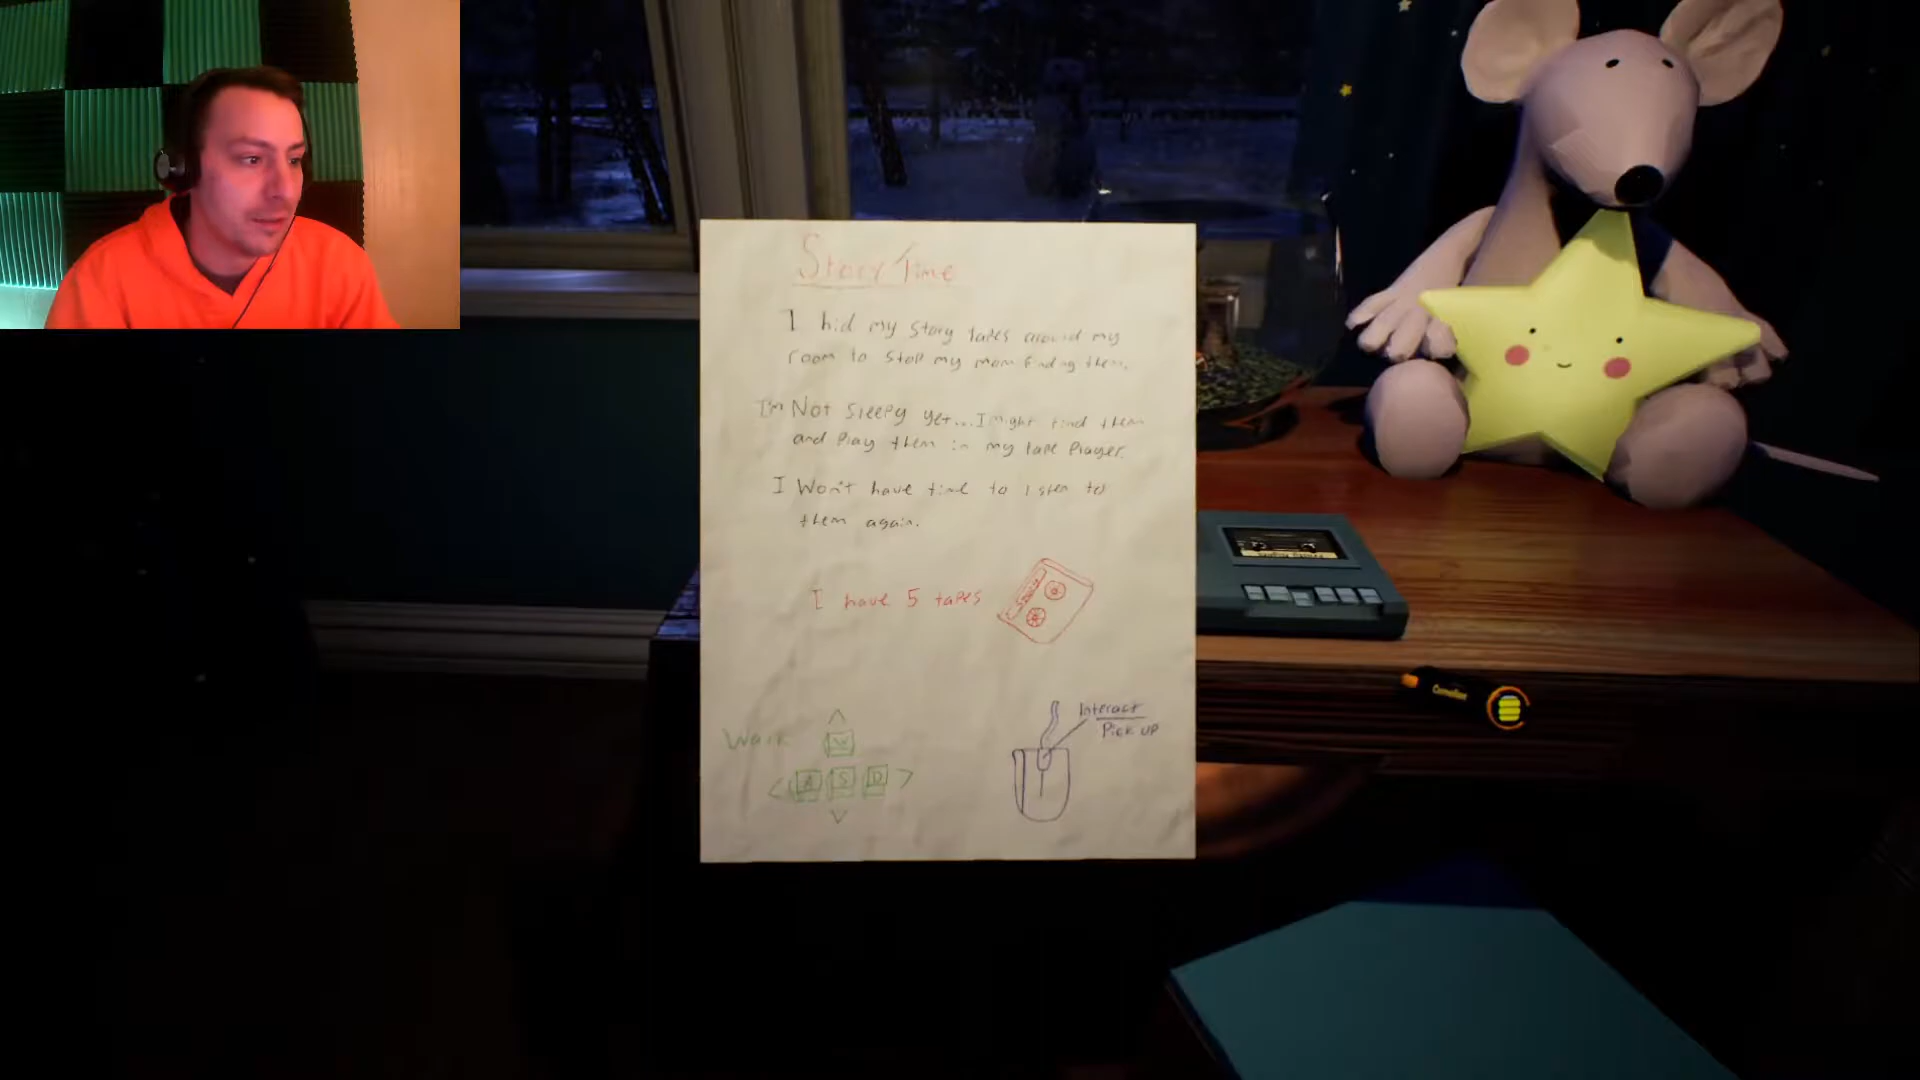 Story Time
I hid my story tapes around my
room to stop my mom finding them.
I'm Not sleepy yet... I might find them
and play them in my tape player.
I Won't have time to listen to
them again.
I have 5 tapes
Walk
W
A S D
Interact
Pick up